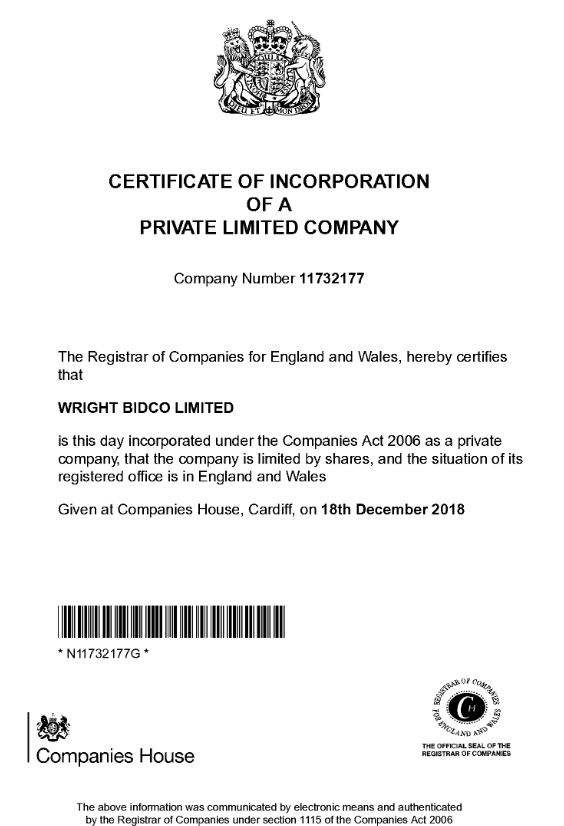 DIEU ET MON DROIT
CERTIFICATE OF INCORPORATION
OF A
PRIVATE LIMITED COMPANY
Company Number 11732177
The Registrar of Companies for England and Wales, hereby certifies
that
WRIGHT BIDCO LIMITED
is this day incorporated under the Companies Act 2006 as a private
company, that the company is limited by shares, and the situation of its
registered office is in England and Wales
Given at Companies House, Cardiff, on 18th December 2018
* N11732177G *
REGISTRAR OF COMPANIES
FOR ENGLAND AND WALES
C H
THE OFFICIAL SEAL OF THE
REGISTRAR OF COMPANIES
Companies House
The above information was communicated by electronic means and authenticated
by the Registrar of Companies under section 1115 of the Companies Act 2006